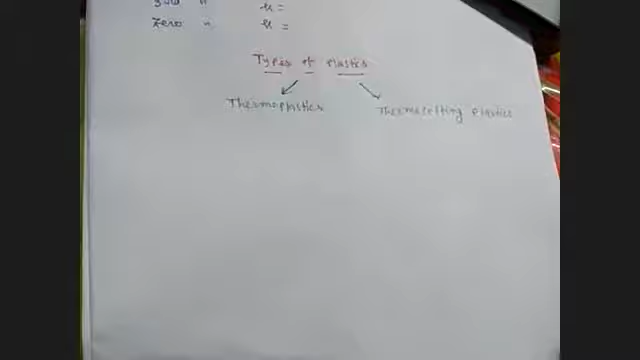 Zero " k =
Types of plastics
Thermoplastics Thermosetting plastics